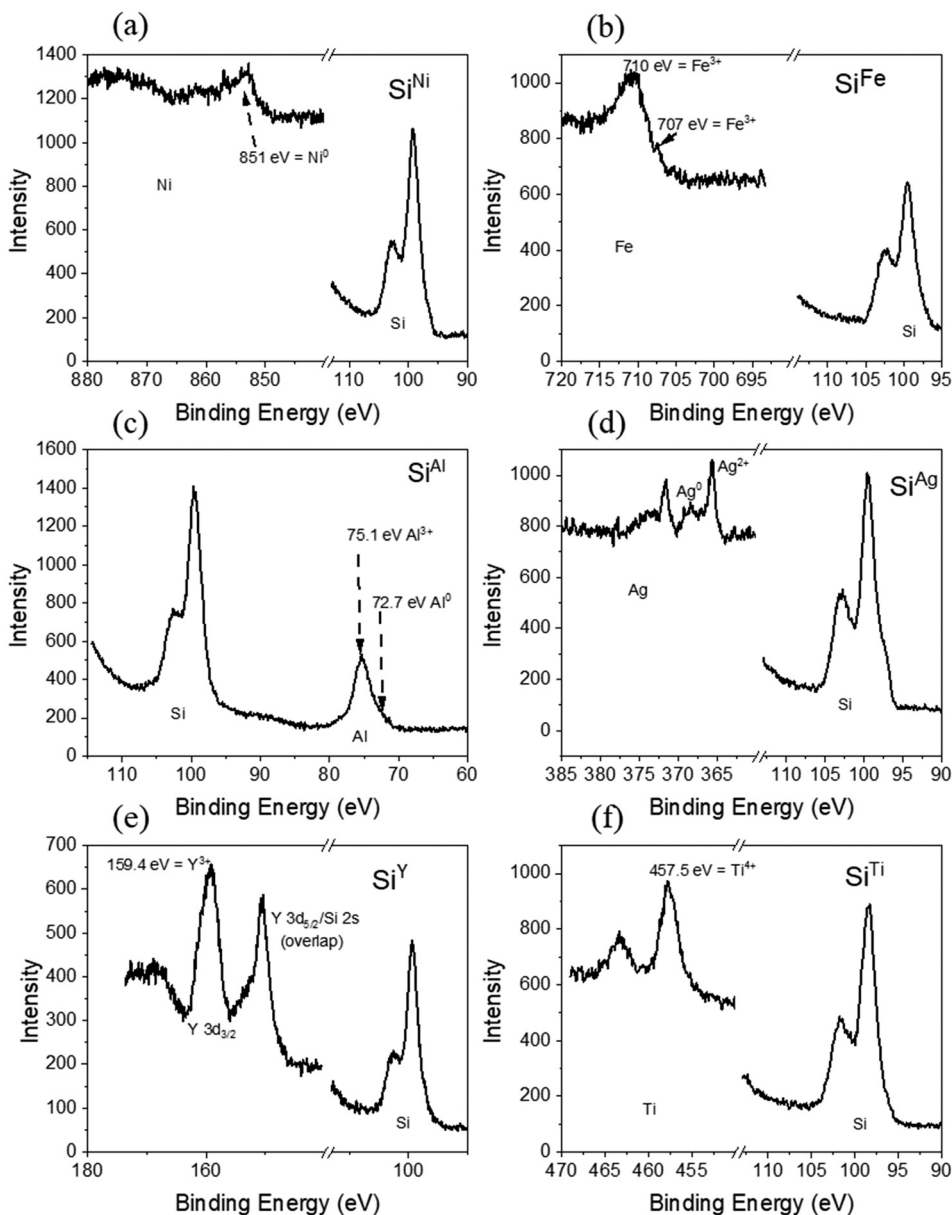 (a)
1400
1200
1000
800
600
400
200
0
Intensity
Si^Ni
851 eV = Ni⁰
Ni
Si
880 870 860 850 110 100 90
Binding Energy (eV)
(b)
1000
800
600
400
200
0
Intensity
710 eV = Fe³⁺
Si^Fe
707 eV = Fe³⁺
Fe
Si
720 715 710 705 700 695 110 105 100 95
Binding Energy (eV)
(c)
1600
1400
1200
1000
800
600
400
200
0
Intensity
Si^Al
75.1 eV Al³⁺
72.7 eV Al⁰
Si
Al
110 100 90 80 70 60
Binding Energy (eV)
(d)
1000
800
600
400
200
0
Intensity
Ag²⁺
Ag⁰
Si^Ag
Ag
Si
385 380 375 370 365 110 105 100 95 90
Binding Energy (eV)
(e)
700
600
500
400
300
200
100
0
Intensity
159.4 eV = Y³⁺
Si^Y
Y 3d₅/₂/Si 2s
(overlap)
Y 3d₃/₂
Si
180 160 100
Binding Energy (eV)
(f)
1000
800
600
400
200
0
Intensity
457.5 eV = Ti⁴⁺
Si^Ti
Ti
Si
470 465 460 455 110 105 100 95 90
Binding Energy (eV)